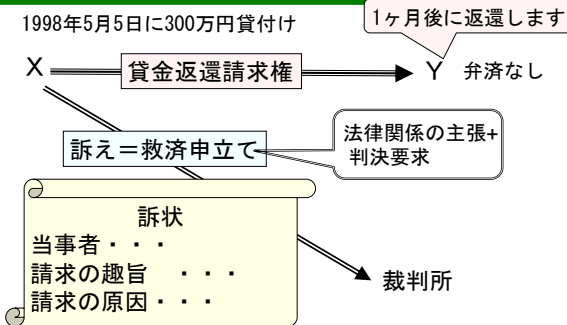 1998年5月5日に300万円貸付け
1ヶ月後に返還します
X
貸金返還請求権
Y
弁済なし
訴え=救済申立て
法律関係の主張+
判決要求
訴状
当事者・・・
請求の趣旨 ・・・
請求の原因・・・
裁判所